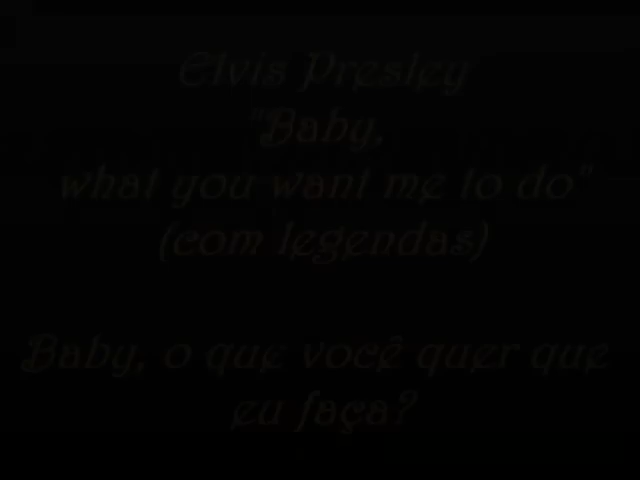 Elvis Presley
"Baby,
what you want me to do"
(com legendas)
Baby, o que você quer que
eu faça?